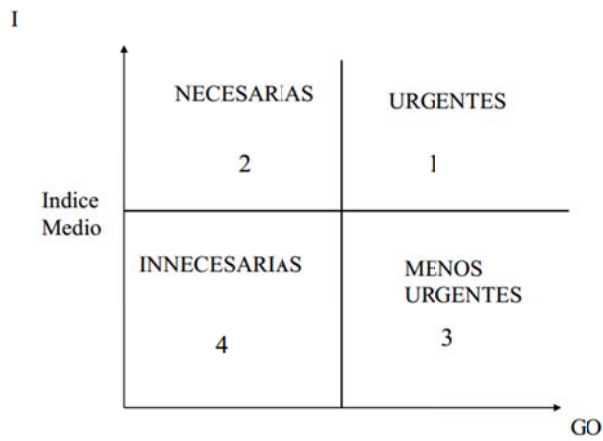 I
NECESARIAS
URGENTES
2
1
Indice
Medio
INNECESARIAS
MENOS
URGENTES
4
3
GO